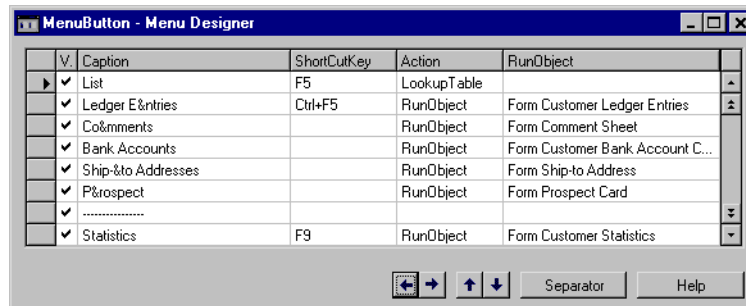 MenuButton - Menu Designer
V. Caption ShortCutKey Action RunObject
List F5 LookupTable
Ledger E&ntries Ctrl+F5 RunObject Form Customer Ledger Entries
Co&mments RunObject Form Comment Sheet
Bank Accounts RunObject Form Customer Bank Account C...
Ship-&to Addresses RunObject Form Ship-to Address
P&rospect RunObject Form Prospect Card
----------------
Statistics F9 RunObject Form Customer Statistics
Separator Help